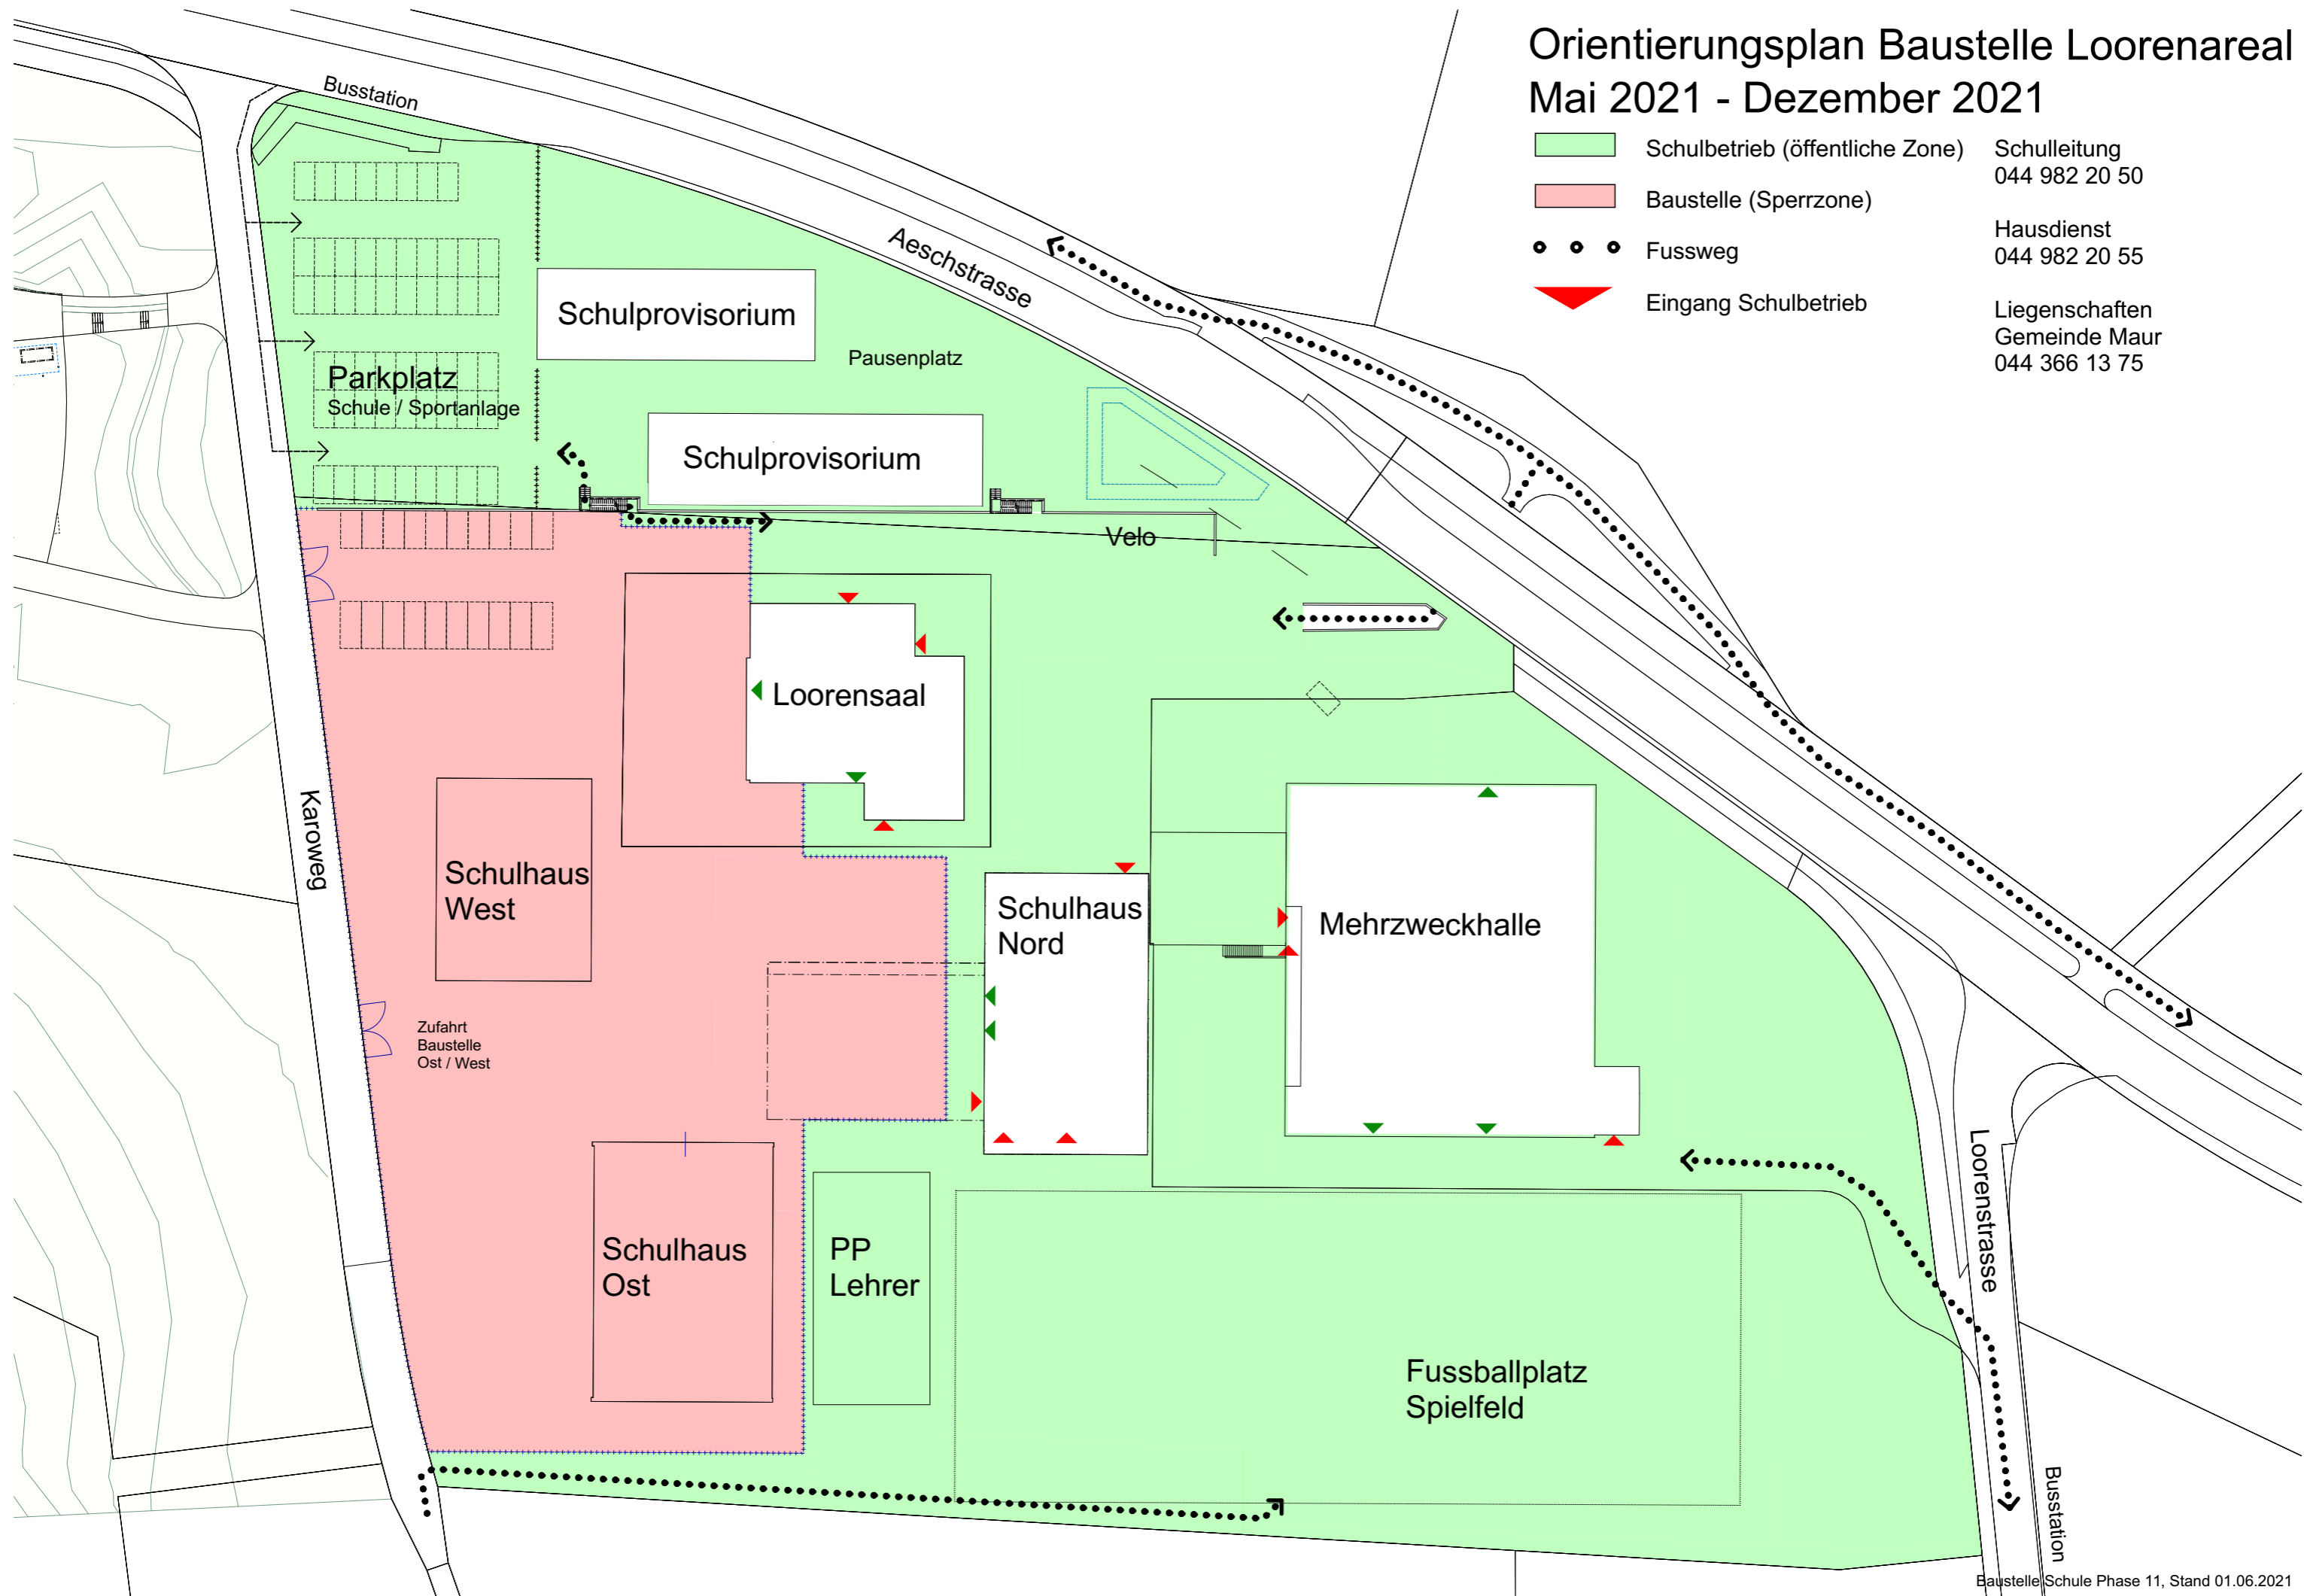 Orientierungsplan Baustelle Loorenareal
Mai 2021 - Dezember 2021
Schulbetrieb (öffentliche Zone)
Baustelle (Sperrzone)
Fussweg
Eingang Schulbetrieb
Schulleitung
044 982 20 50
Hausdienst
044 982 20 55
Liegenschaften
Gemeinde Maur
044 366 13 75
Busstation
Aeschstrasse
Schulprovisorium
Pausenplatz
Parkplatz
Schule / Sportanlage
Schulprovisorium
Velo
Loorensaal
Karoweg
Schulhaus
West
Schulhaus
Nord
Mehrzweckhalle
Zufahrt
Baustelle
Ost / West
Schulhaus
Ost
PP
Lehrer
Loorenstrasse
Fussballplatz
Spielfeld
Busstation
Baustelle Schule Phase 11, Stand 01.06.2021